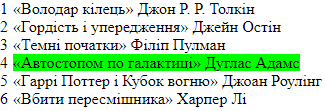 1 «Володар кілець» Джон Р. Р. Толкін
2 «Гордість і упередження» Джейн Остін
3 «Темні початки» Філіп Пулман
4 «Автостопом по галактиці» Дуглас Адамс
5 «Гаррі Поттер і Кубок вогню» Джоан Роулінг
6 «Вбити пересмішника» Харпер Лі